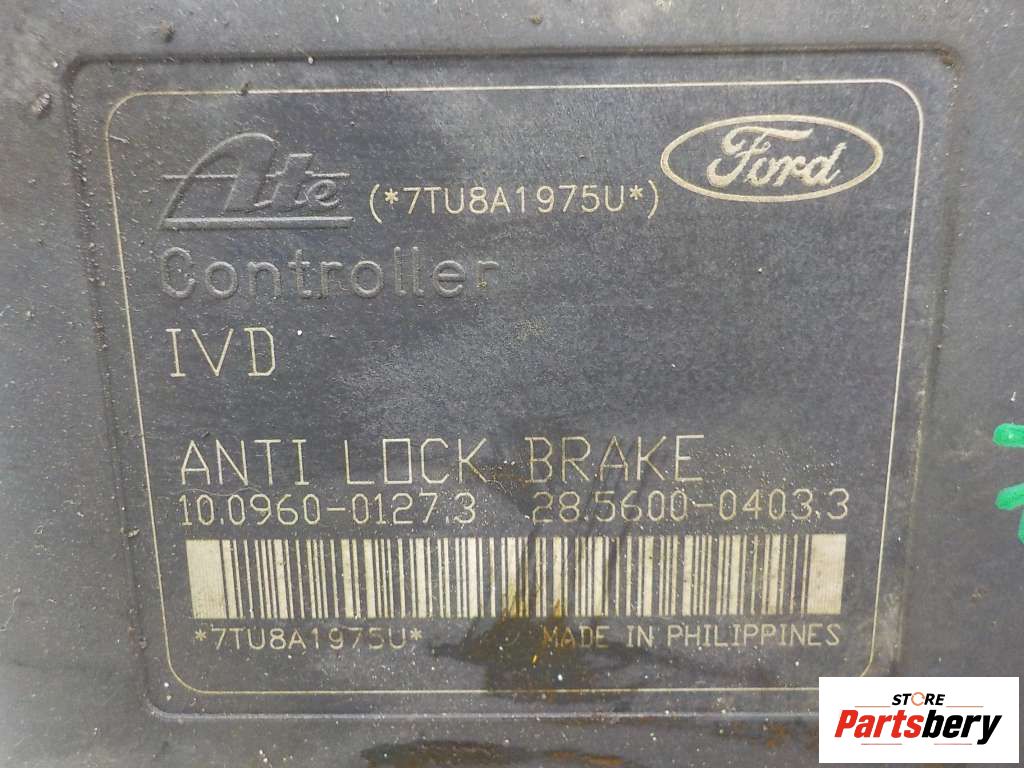 Ate (*7TU8A1975U*) Ford
Controller
IVD
ANTI LOCK BRAKE
10.0960-0127.3 28.5600-0403.3
*7TU8A1975U* MADE IN PHILIPPINES
STORE
Partsbery